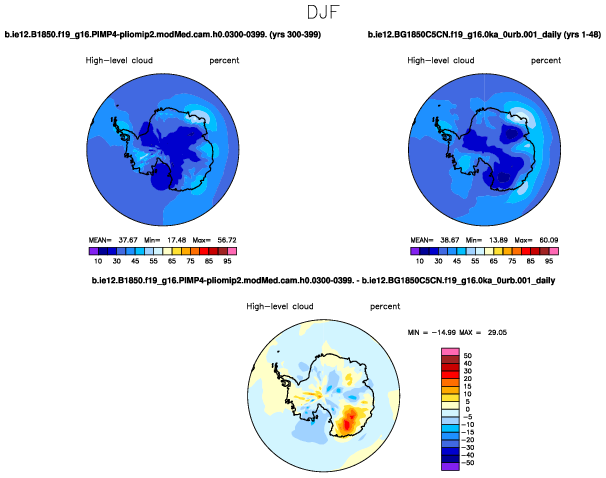 DJF
b.ie12.B1850.f19_g16.PIMP4-pliomip2.modMed.cam.h0.0300-0399. (yrs 300-399)
b.ie12.BG1850C5CN.f19_g16.0ka_0urb.001_daily (yrs 1-48)
High-level cloud percent
High-level cloud percent
MEAN= 37.67 Min= 17.48 Max= 56.72
MEAN= 38.67 Min= 13.89 Max= 60.09
10 30 45 55 65 75 85 95
10 30 45 55 65 75 85 95
b.ie12.B1850.f19_g16.PIMP4-pliomip2.modMed.cam.h0.0300-0399. - b.ie12.BG1850C5CN.f19_g16.0ka_0urb.001_daily
High-level cloud percent
MIN = -14.99 MAX = 29.05
50
40
30
20
15
10
5
0
-5
-10
-15
-20
-30
-40
-50